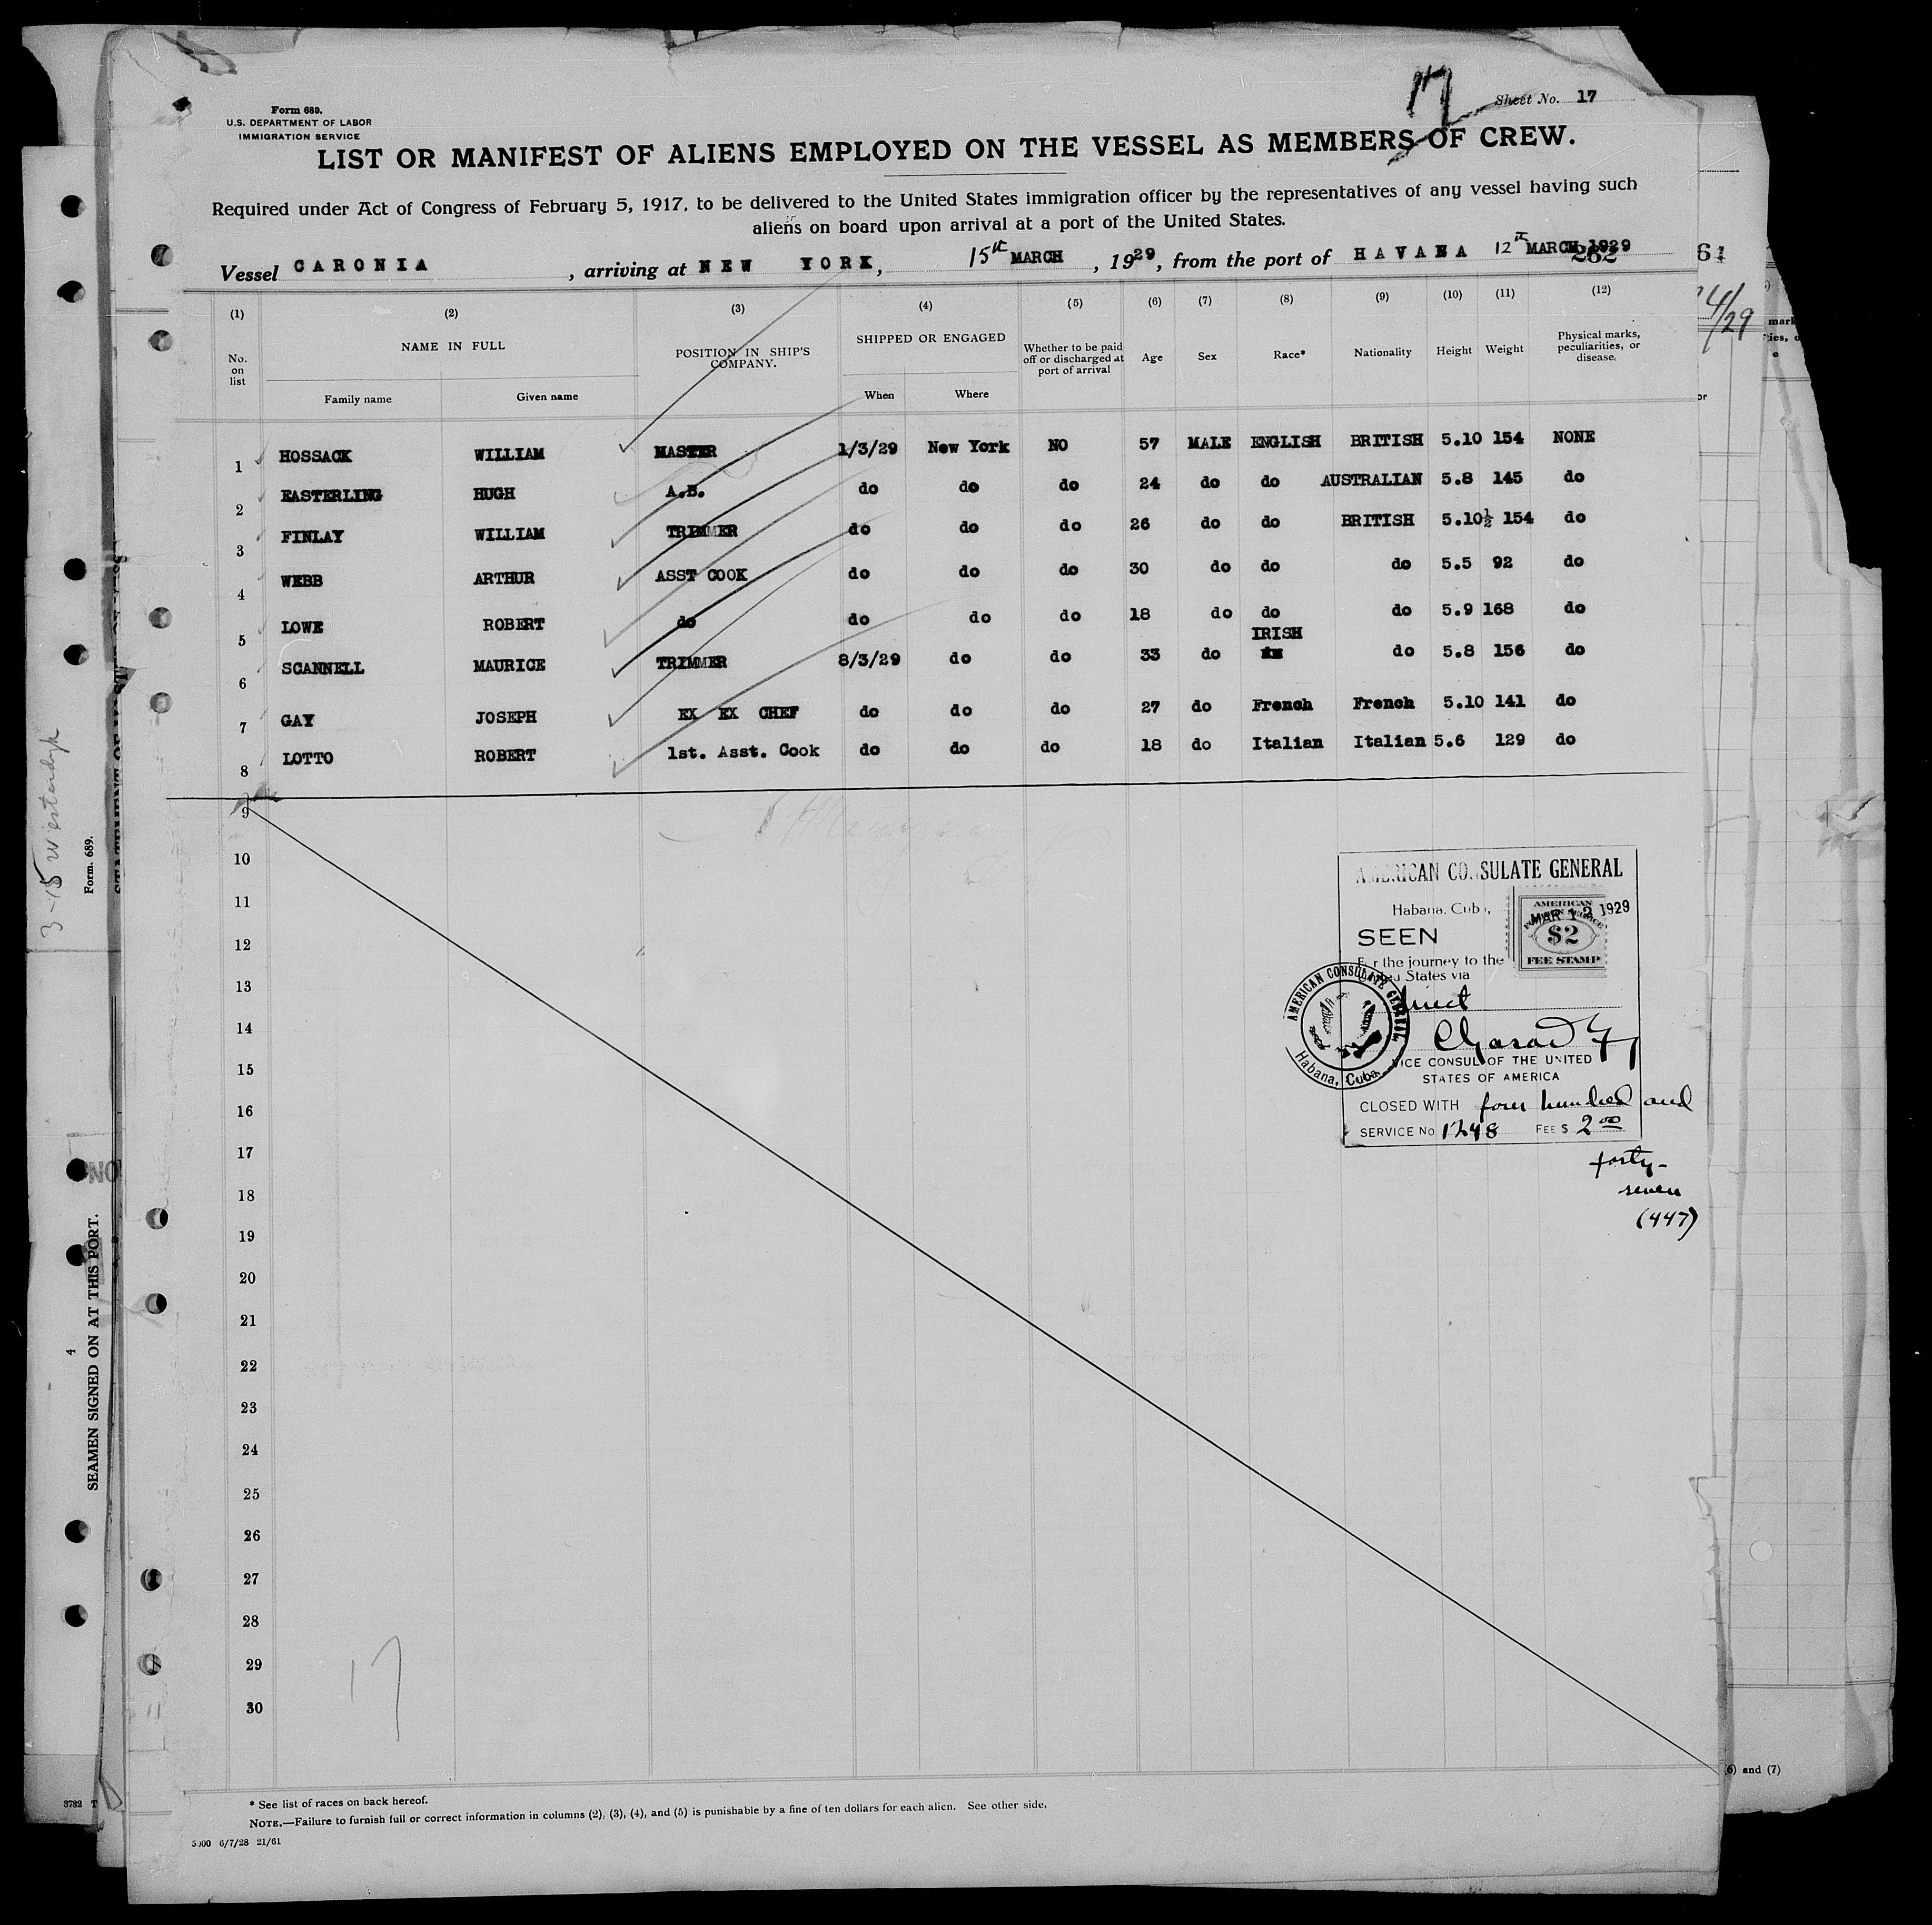 17
Sheet No. 17
Form 689.
U.S. DEPARTMENT OF LABOR
IMMIGRATION SERVICE
LIST OR MANIFEST OF ALIENS EMPLOYED ON THE VESSEL AS MEMBERS OF CREW.
Required under Act of Congress of February 5, 1917, to be delivered to the United States immigration officer by the representatives of any vessel having such
aliens on board upon arrival at a port of the United States.
Vessel CARONIA, arriving at NEW YORK, 15th MARCH, 1929, from the port of HAVANA 12th MARCH 1929
282
(1) (2) (3) (4) (5) (6) (7) (8) (9) (10) (11) (12)
No. on list NAME IN FULL POSITION IN SHIP'S COMPANY. SHIPPED OR ENGAGED Whether to be paid off or discharged at port of arrival Age Sex Race* Nationality Height Weight Physical marks, peculiarities, or disease.
Family name Given name When Where
1 HOSSACK WILLIAM MASTER 1/3/29 New York NO 57 MALE ENGLISH BRITISH 5.10 154 NONE
2 EASTERLING HUGH A.B. do do do 24 do do AUSTRALIAN 5.8 145 do
3 FINLAY WILLIAM TRIMMER do do do 26 do do BRITISH 5.10½ 154 do
4 WEBB ARTHUR ASST COOK do do do 30 do do do 5.5 92 do
5 LOWE ROBERT do do do do 18 do do do 5.9 168 do
6 SCANNELL MAURICE TRIMMER 8/3/29 do do 33 do IRISH do 5.8 156 do
7 GAY JOSEPH EX EX CHEF do do do 27 do French French 5.10 141 do
8 LOTTO ROBERT 1st. Asst. Cook do do do 18 do Italian Italian 5.6 129 do
9
10
11
12
13
14
15
16
17
18
19
20
21
22
23
24
25
26
27
28
29
30
AMERICAN CONSULATE GENERAL
Habana, Cuba,
MAR 12 1929
AMERICAN
$2
FEE STAMP
SEEN
For the journey to the
United States via
direct
AMERICAN CONSULATE GENERAL
Habana, Cuba.
VICE CONSUL OF THE UNITED
STATES OF AMERICA
CLOSED WITH four hundred and
SERVICE No 1248 FEE $ 2 00
forty-
seven
(447)
17
* See list of races on back hereof.
NOTE.—Failure to furnish full or correct information in columns (2), (3), (4), and (5) is punishable by a fine of ten dollars for each alien. See other side.
5000 6/7/28 21/61
3-15 Westerdyk
Form. 689.
4
SEAMEN SIGNED ON AT THIS PORT.
3782
4/29
(6) and (7)